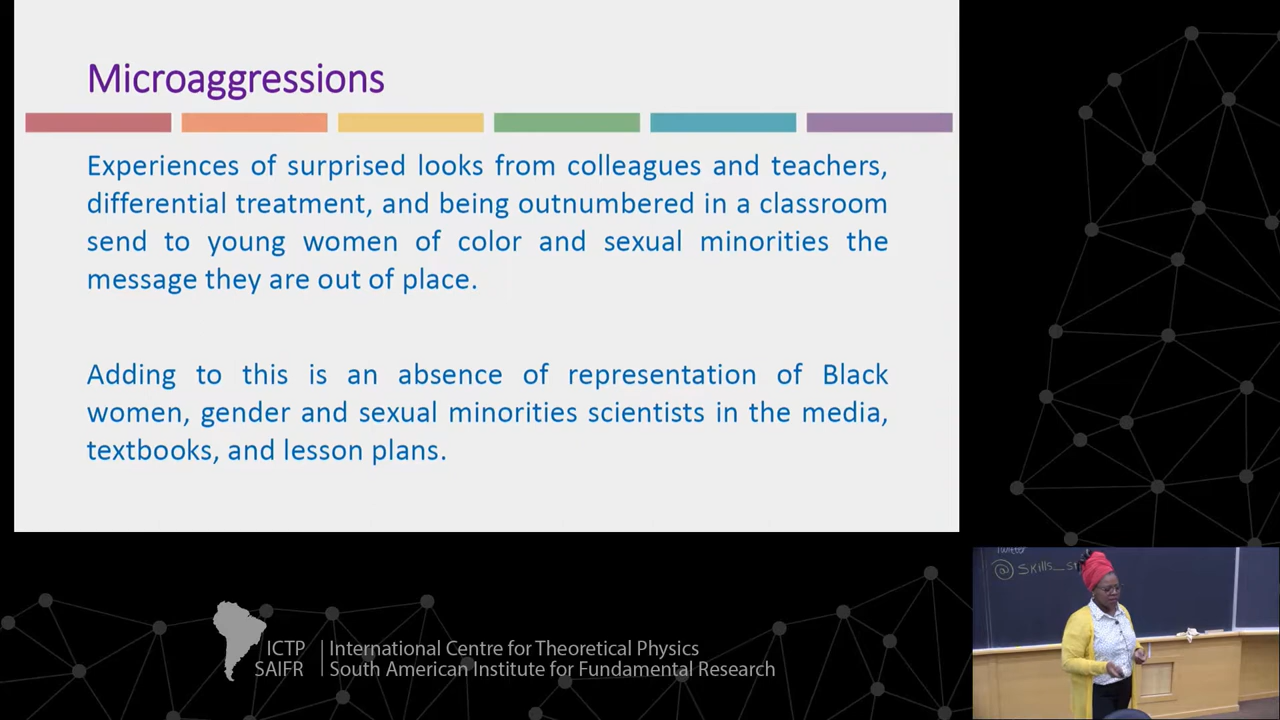 Microaggressions
Experiences of surprised looks from colleagues and teachers,
differential treatment, and being outnumbered in a classroom
send to young women of color and sexual minorities the
message they are out of place.
Adding to this is an absence of representation of Black
women, gender and sexual minorities scientists in the media,
textbooks, and lesson plans.
Twitter
ICTP
SAIFR
International Centre for Theoretical Physics
South American Institute for Fundamental Research